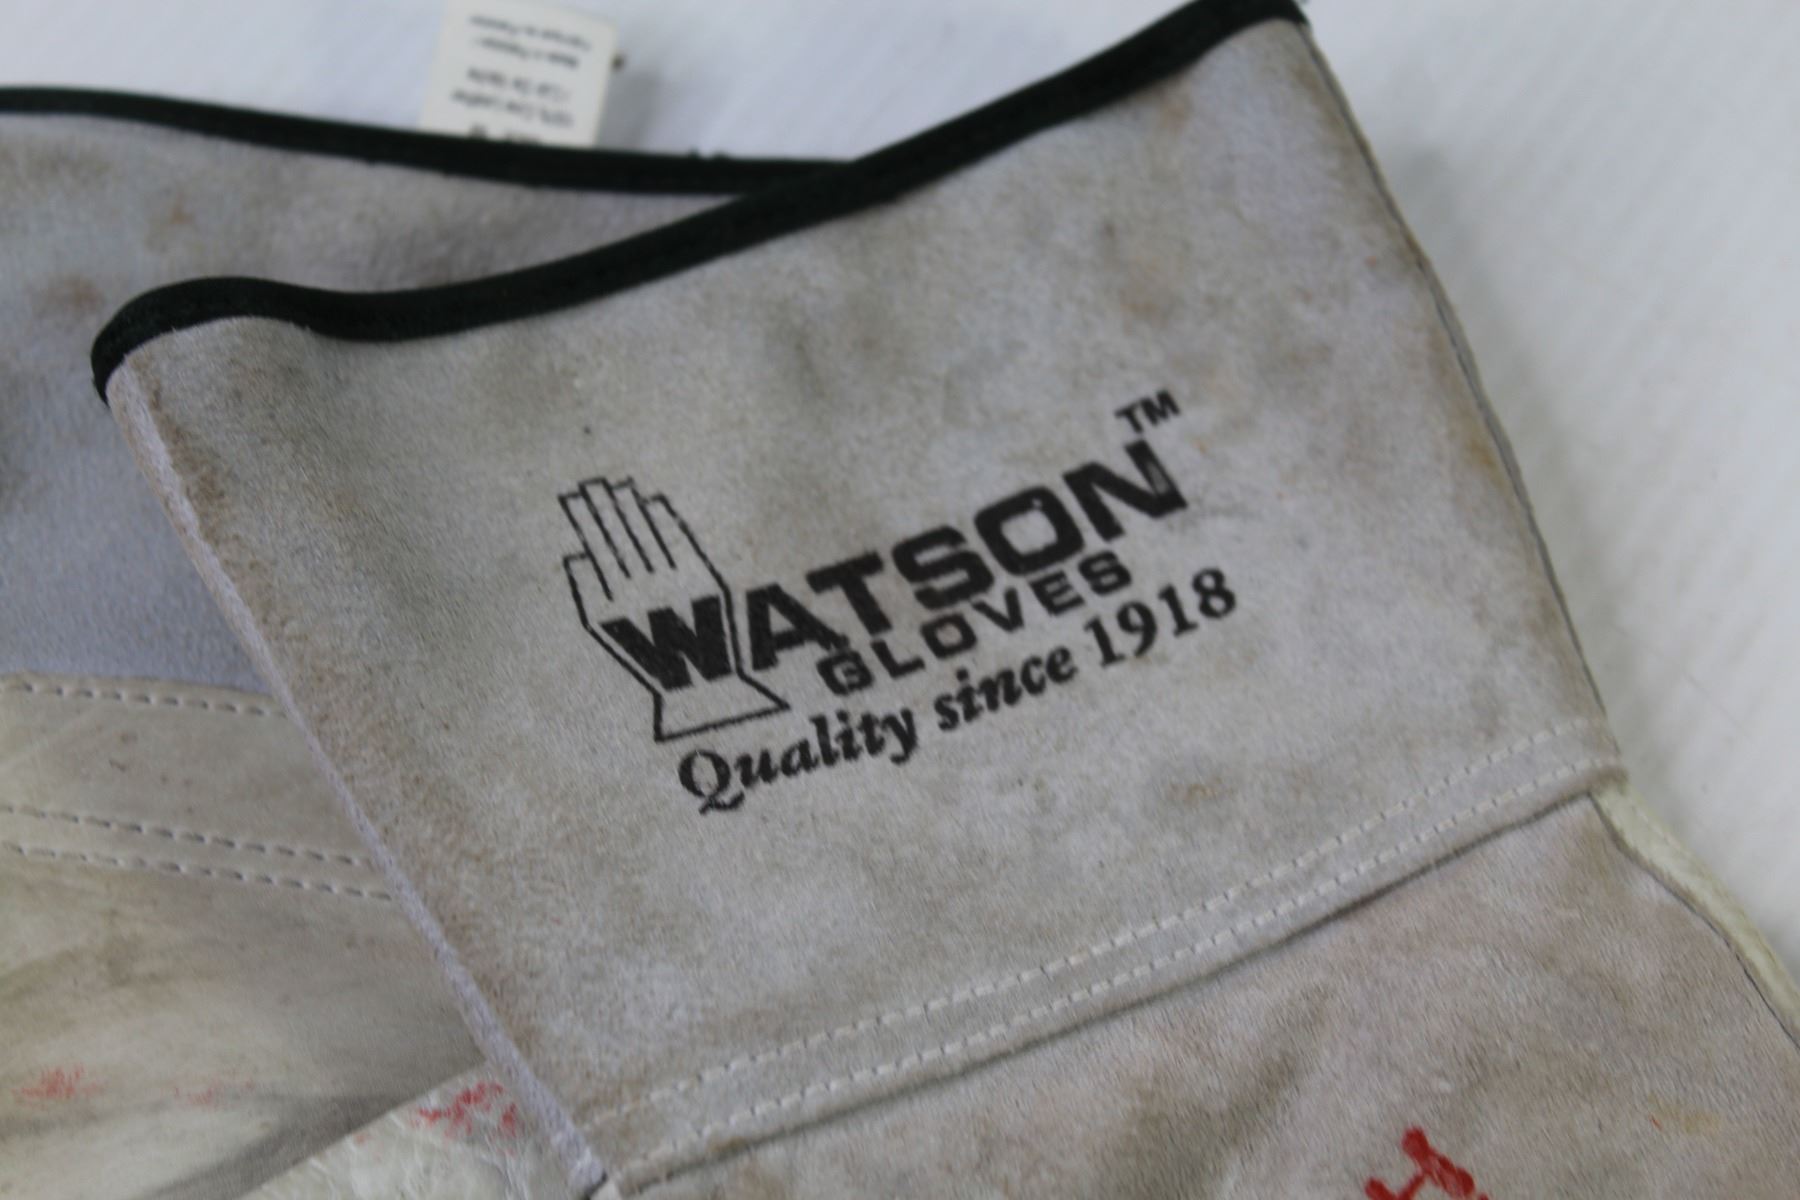 WATSON™
GLOVES
Quality since 1918